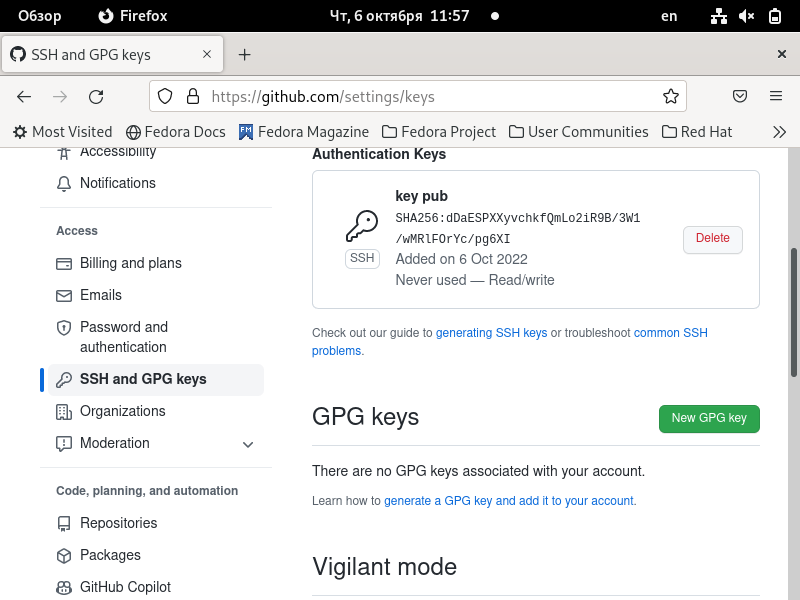 Обзор Firefox Чт, 6 октября 11:57 en
SSH and GPG keys
https://github.com/settings/keys
Most Visited Fedora Docs Fedora Magazine Fedora Project User Communities Red Hat
Accessibility
Notifications
Access
Billing and plans
Emails
Password and
authentication
SSH and GPG keys
Organizations
Moderation
Code, planning, and automation
Repositories
Packages
GitHub Copilot
Authentication Keys
key pub
SHA256:dDaESPXXyvchkfQmLo2iR9B/3W1
/wMRlFOrYc/pg6XI
SSH
Added on 6 Oct 2022
Never used — Read/write
Delete
Check out our guide to generating SSH keys or troubleshoot common SSH
problems.
GPG keys
New GPG key
There are no GPG keys associated with your account.
Learn how to generate a GPG key and add it to your account.
Vigilant mode